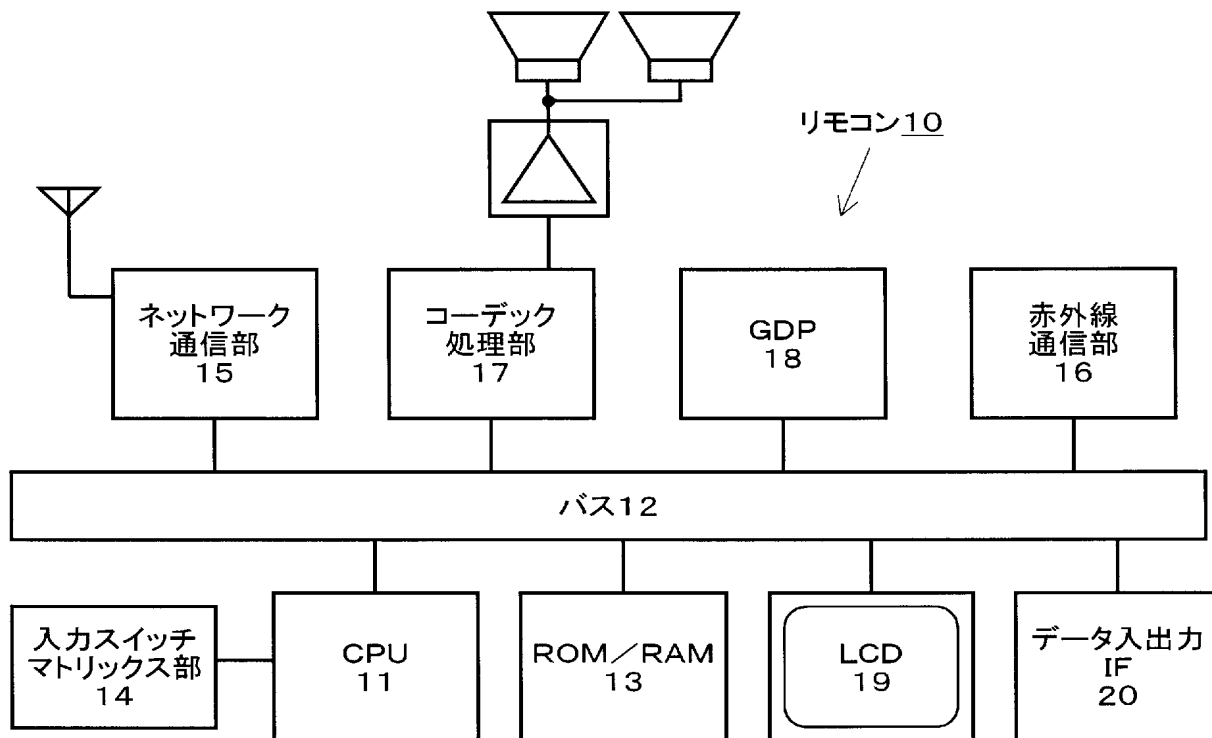 リモコン10
ネットワーク
通信部
15
コーデック
処理部
17
GDP
18
赤外線
通信部
16
バス12
入力スイッチ
マトリックス部
14
CPU
11
ROM/RAM
13
LCD
19
データ入出力
IF
20